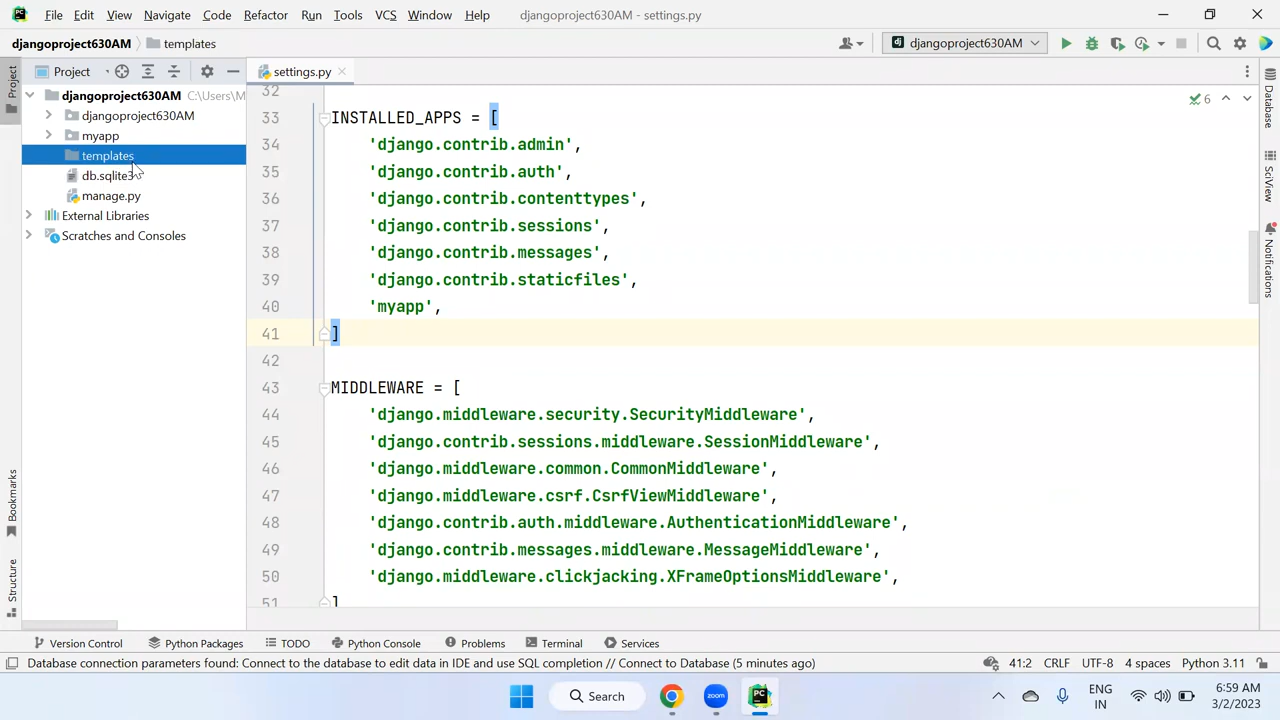 File Edit View Navigate Code Refactor Run Tools VCS Window Help djangoproject630AM - settings.py
djangoproject630AM templates djangoproject630AM
Project settings.py
djangoproject630AM C:\Users\M
djangoproject630AM
myapp
templates
db.sqlite3
manage.py
External Libraries
Scratches and Consoles
Project
Bookmarks
Structure
32
33 INSTALLED_APPS = [
34 'django.contrib.admin',
35 'django.contrib.auth',
36 'django.contrib.contenttypes',
37 'django.contrib.sessions',
38 'django.contrib.messages',
39 'django.contrib.staticfiles',
40 'myapp',
41 ]
42
43 MIDDLEWARE = [
44 'django.middleware.security.SecurityMiddleware',
45 'django.contrib.sessions.middleware.SessionMiddleware',
46 'django.middleware.common.CommonMiddleware',
47 'django.middleware.csrf.CsrfViewMiddleware',
48 'django.contrib.auth.middleware.AuthenticationMiddleware',
49 'django.contrib.messages.middleware.MessageMiddleware',
50 'django.middleware.clickjacking.XFrameOptionsMiddleware',
51 ]
6
Database
SciView
Notifications
Version Control Python Packages TODO Python Console Problems Terminal Services
Database connection parameters found: Connect to the database to edit data in IDE and use SQL completion // Connect to Database (5 minutes ago) 41:2 CRLF UTF-8 4 spaces Python 3.11
Search zoom PC
ENG
IN
6:59 AM
3/2/2023